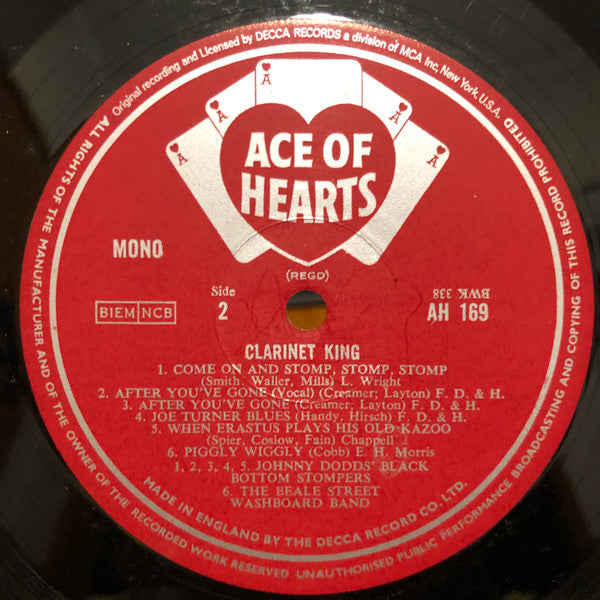 Original recording and Licensed by DECCA RECORDS a division of MCA Inc, New York, U.S.A.
ALL RIGHTS OF THE MANUFACTURER AND OF THE OWNER OF THE RECORDED WORK RESERVED UNAUTHORISED PUBLIC PERFORMANCE BROADCASTING AND COPYING OF THIS RECORD PROHIBITED
A A A A A
ACE OF
HEARTS
(REGD)
MONO
BIEM NCB
Side
2
BWK 338
AH 169
CLARINET KING
1. COME ON AND STOMP, STOMP, STOMP
(Smith, Waller, Mills) L. Wright
2. AFTER YOU'VE GONE (Vocal) (Creamer; Layton) F. D. & H.
3. AFTER YOU'VE GONE (Creamer, Layton) F. D. & H.
4. JOE TURNER BLUES (Handy, Hirsch) F. D. & H.
5. WHEN ERASTUS PLAYS HIS OLD KAZOO
(Spier, Coslow, Fain) Chappell
6. PIGGLY WIGGLY (Cobb) E. H. Morris
1, 2, 3, 4, 5. JOHNNY DODDS' BLACK
BOTTOM STOMPERS
6. THE BEALE STREET
WASHBOARD BAND
MADE IN ENGLAND BY THE DECCA RECORD CO. LTD.